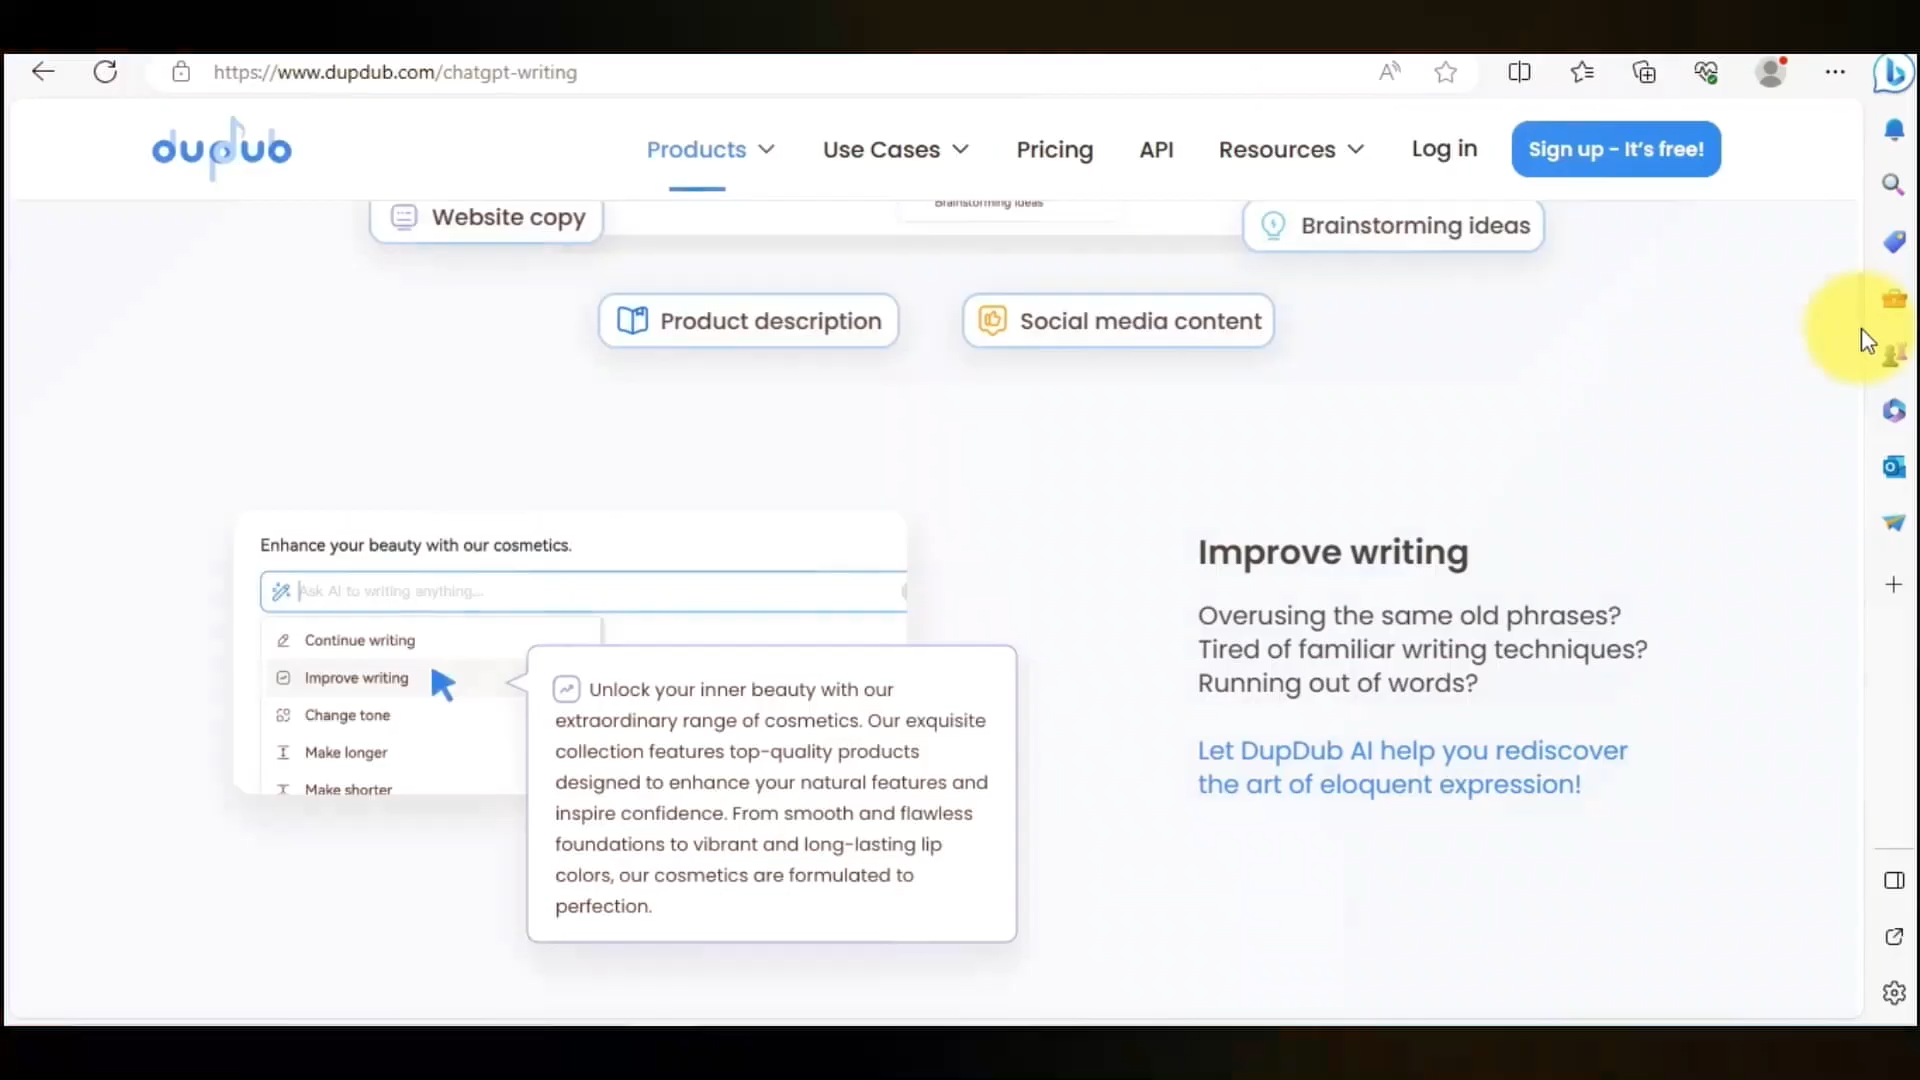 https://www.dupdub.com/chatgpt-writing
dupdub
Products
Use Cases
Pricing
API
Resources
Log in
Sign up - It's free!
Brainstorming ideas
Website copy
Brainstorming ideas
Product description
Social media content
Enhance your beauty with our cosmetics.
Ask AI to writing anything...
Continue writing
Improve writing
Change tone
Make longer
Make shorter
Unlock your inner beauty with our
extraordinary range of cosmetics. Our exquisite
collection features top-quality products
designed to enhance your natural features and
inspire confidence. From smooth and flawless
foundations to vibrant and long-lasting lip
colors, our cosmetics are formulated to
perfection.
Improve writing
Overusing the same old phrases?
Tired of familiar writing techniques?
Running out of words?
Let DupDub AI help you rediscover
the art of eloquent expression!